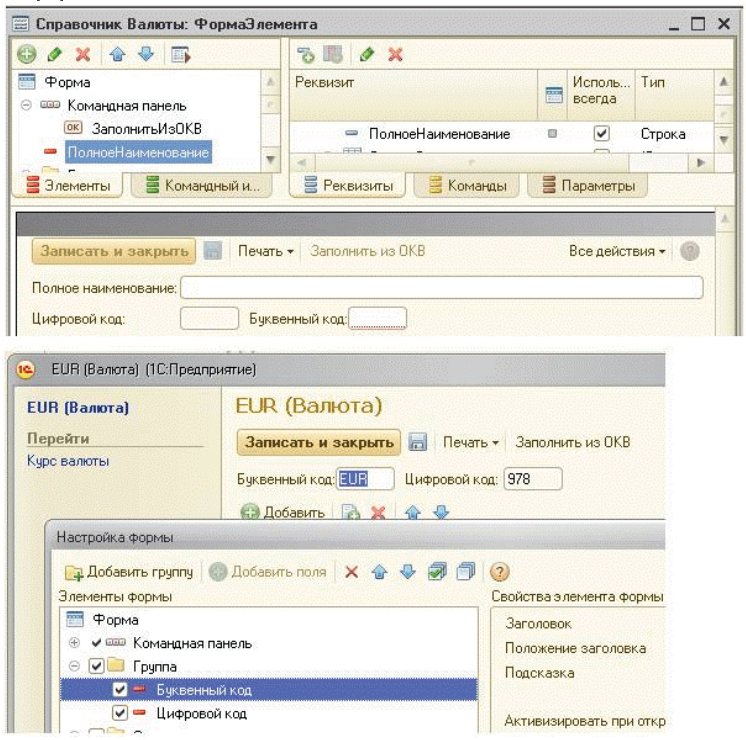 Справочник Валюты: ФормаЭлемента
Форма
Командная панель
OK ЗаполнитьИзОКВ
ПолноеНаименование
Элементы
Командный и...
Реквизит
Исполь...
всегда
Тип
ПолноеНаименование
Строка
Реквизиты
Команды
Параметры
Записать и закрыть
Печать
Заполнить из ОКВ
Все действия
Полное наименование:
Цифровой код:
Буквенный код:
EUR (Валюта) (1С:Предприятие)
EUR (Валюта)
Перейти
Курс валюты
EUR (Валюта)
Записать и закрыть
Печать
Заполнить из ОКВ
Буквенный код: EUR
Цифровой код: 978
Добавить
Настройка формы
Добавить группу
Добавить поля
Элементы формы
Форма
Командная панель
Группа
Буквенный код
Цифровой код
Свойства элемента формы
Заголовок
Положение заголовка
Подсказка
Активизировать при откр